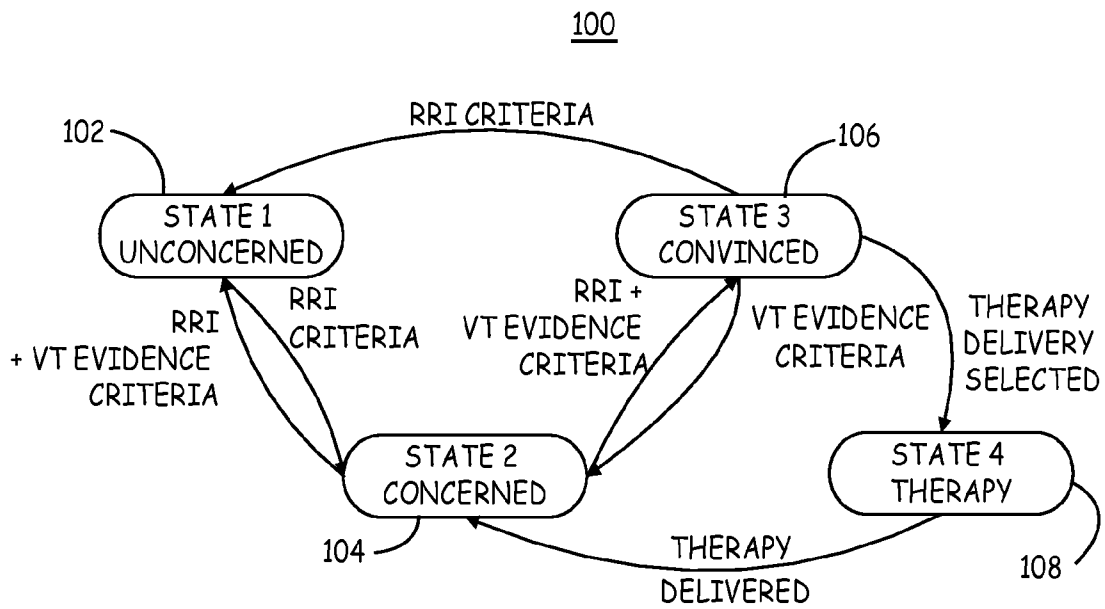 100
RRI CRITERIA
102
106
STATE 1
UNCONCERNED
STATE 3
CONVINCED
RRI
+ VT EVIDENCE
CRITERIA
RRI
CRITERIA
RRI +
VT EVIDENCE
CRITERIA
VT EVIDENCE
CRITERIA
THERAPY
DELIVERY
SELECTED
STATE 2
CONCERNED
STATE 4
THERAPY
104
THERAPY
DELIVERED
108